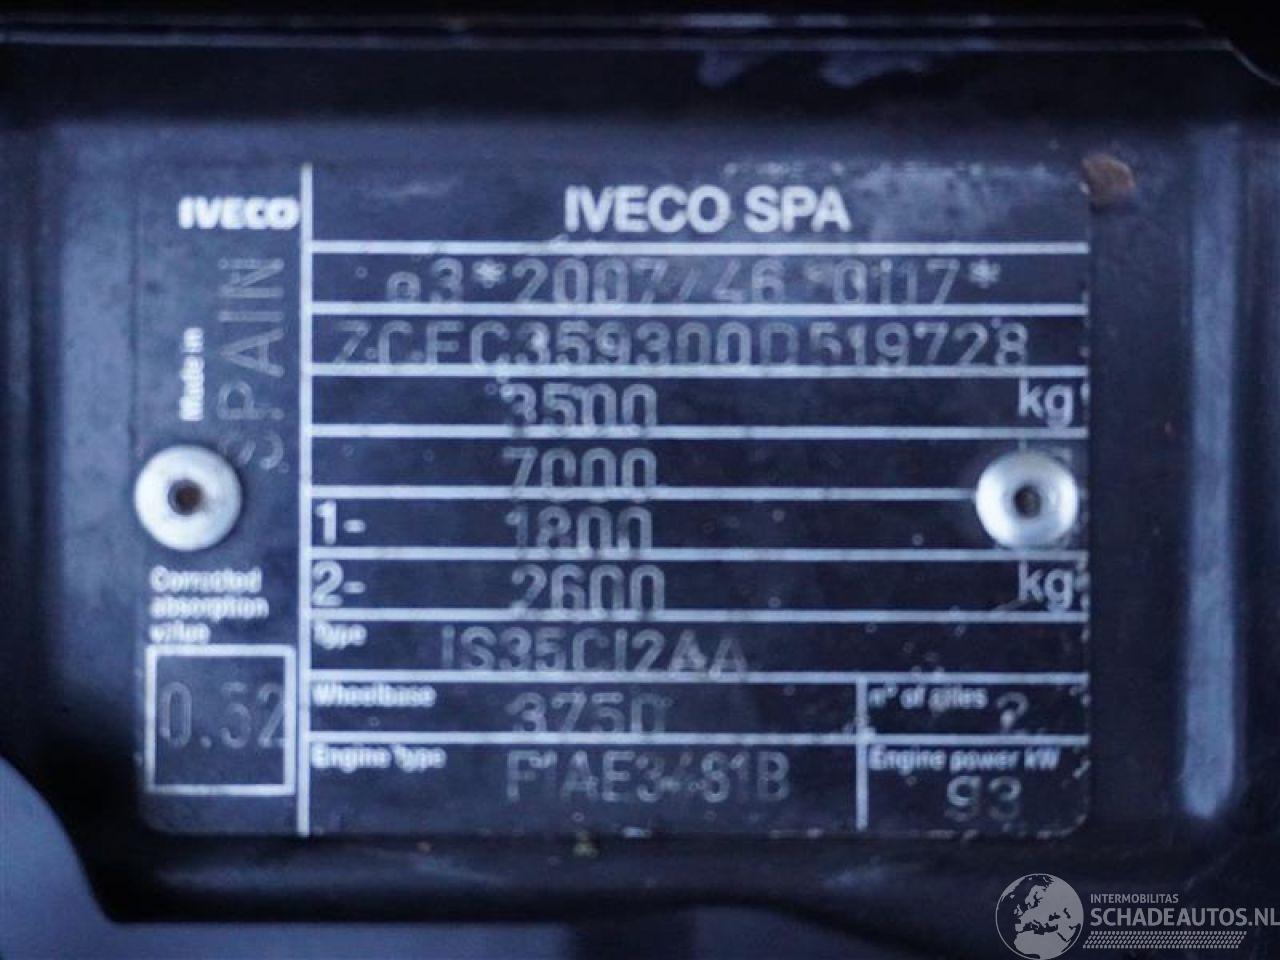 IVECO
IVECO SPA
Made in
SPAIN
e3*2007/46*0117*
ZCFC359300D519728
3500 kg
7000
1- 1800
2- 2600 kg
Corrected
absorption
value
0.52
Type IS35CI2AA
Wheelbase 3750
n° of axles 2
Engine Type F1AE3481B
Engine power kW
93
INTERMOBILITAS
SCHADEAUTOS.NL